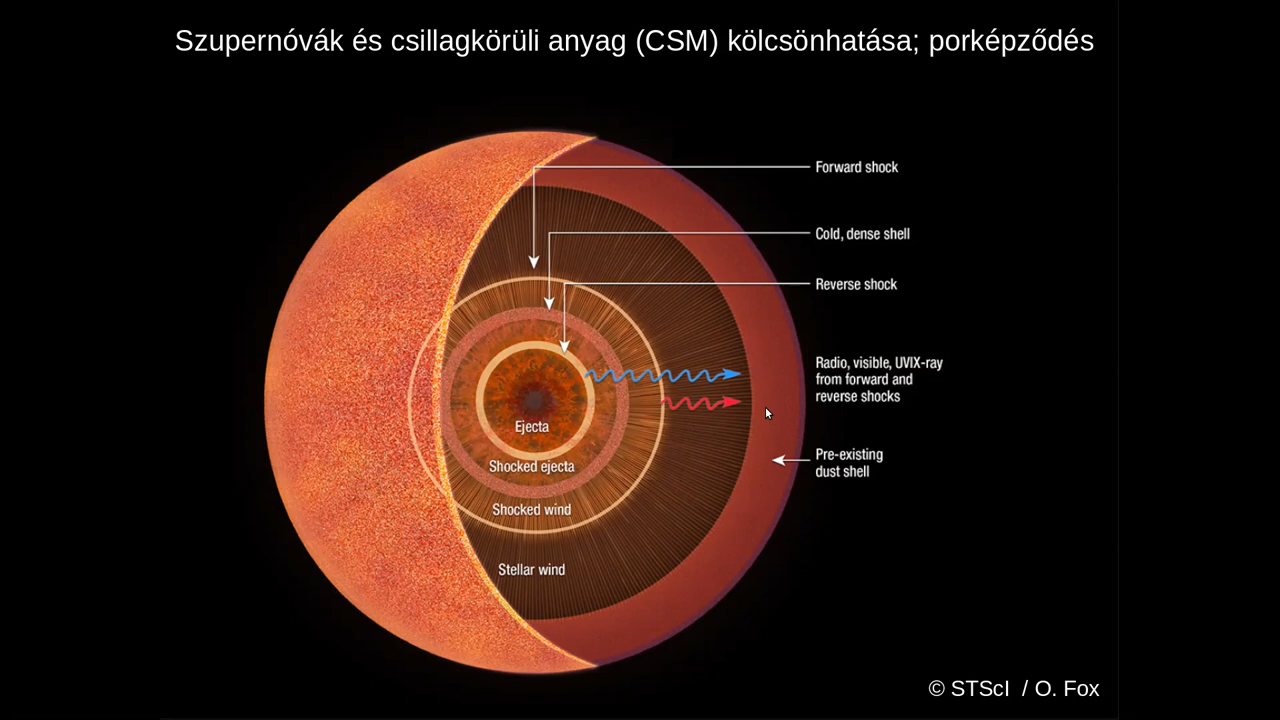 Szupernóvák és csillagkörüli anyag (CSM) kölcsönhatása; porképződés
Forward shock
Cold, dense shell
Reverse shock
Radio, visible, UVIX-ray
from forward and
reverse shocks
Ejecta
Pre-existing
dust shell
Shocked ejecta
Shocked wind
Stellar wind
© STScI / O. Fox